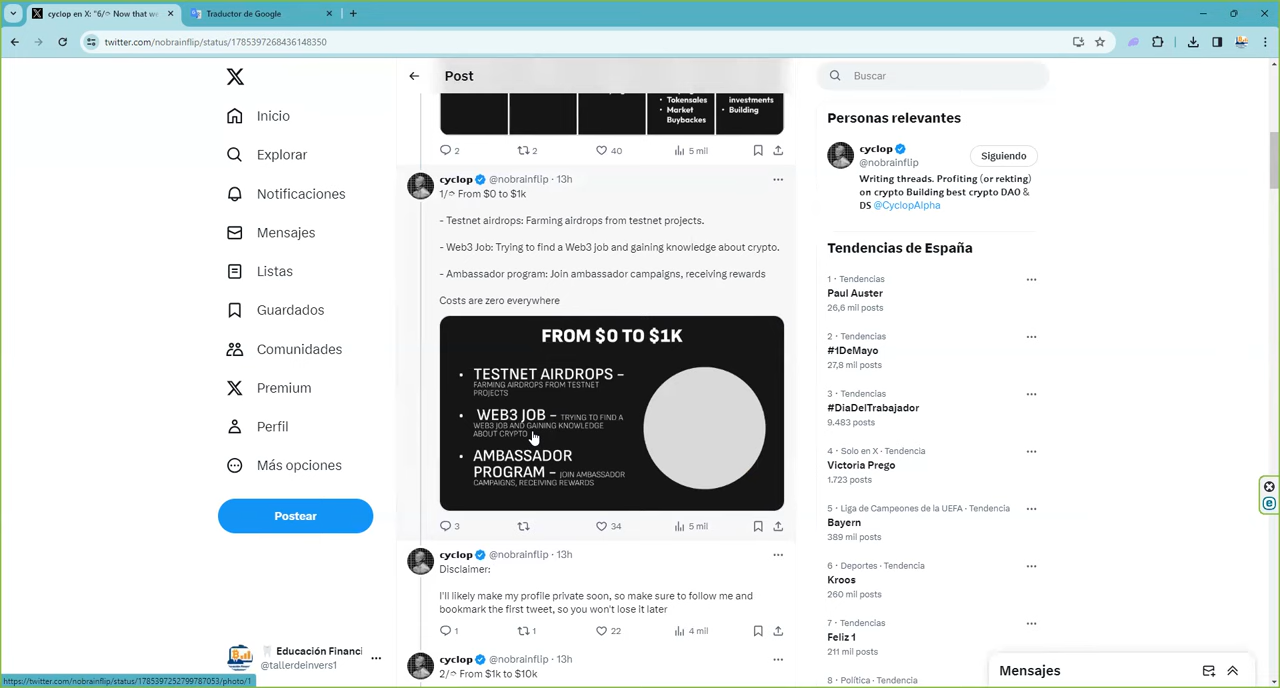 cyclop en X: "6/ Now that we
Traductor de Google
twitter.com/nobrainflip/status/1785397268436148350
Inicio
Explorar
Notificaciones
Mensajes
Listas
Guardados
Comunidades
Premium
Perfil
Más opciones
Postear
Educación Financi
@tallerdeinvers1
https://twitter.com/nobrainflip/status/1785397252799787053/photo/1
Post
• Tokensales
• Market
Buybackes
investments
• Building
2 2 40 5 mil
cyclop @nobrainflip · 13h
1/ From $0 to $1k
- Testnet airdrops: Farming airdrops from testnet projects.
- Web3 Job: Trying to find a Web3 job and gaining knowledge about crypto.
- Ambassador program: Join ambassador campaigns, receiving rewards
Costs are zero everywhere
FROM $0 TO $1K
• TESTNET AIRDROPS –
FARMING AIRDROPS FROM TESTNET
PROJECTS
• WEB3 JOB – TRYING TO FIND A
WEB3 JOB AND GAINING KNOWLEDGE
ABOUT CRYPTO
• AMBASSADOR
PROGRAM – JOIN AMBASSADOR
CAMPAIGNS, RECEIVING REWARDS
3 34 5 mil
cyclop @nobrainflip · 13h
Disclaimer:
I'll likely make my profile private soon, so make sure to follow me and
bookmark the first tweet, so you won't lose it later
1 1 22 4 mil
cyclop @nobrainflip · 13h
2/ From $1k to $10k
Buscar
Personas relevantes
cyclop
@nobrainflip
Siguiendo
Writing threads. Profiting (or rekting)
on crypto Building best crypto DAO &
DS @CyclopAlpha
Tendencias de España
1 · Tendencias
Paul Auster
26,6 mil posts
2 · Tendencias
#1DeMayo
27,8 mil posts
3 · Tendencias
#DiaDelTrabajador
9.483 posts
4 · Solo en X · Tendencia
Victoria Prego
1.723 posts
5 · Liga de Campeones de la UEFA · Tendencia
Bayern
389 mil posts
6 · Deportes · Tendencia
Kroos
260 mil posts
7 · Tendencias
Feliz 1
211 mil posts
8 · Política · Tendencia
Mensajes